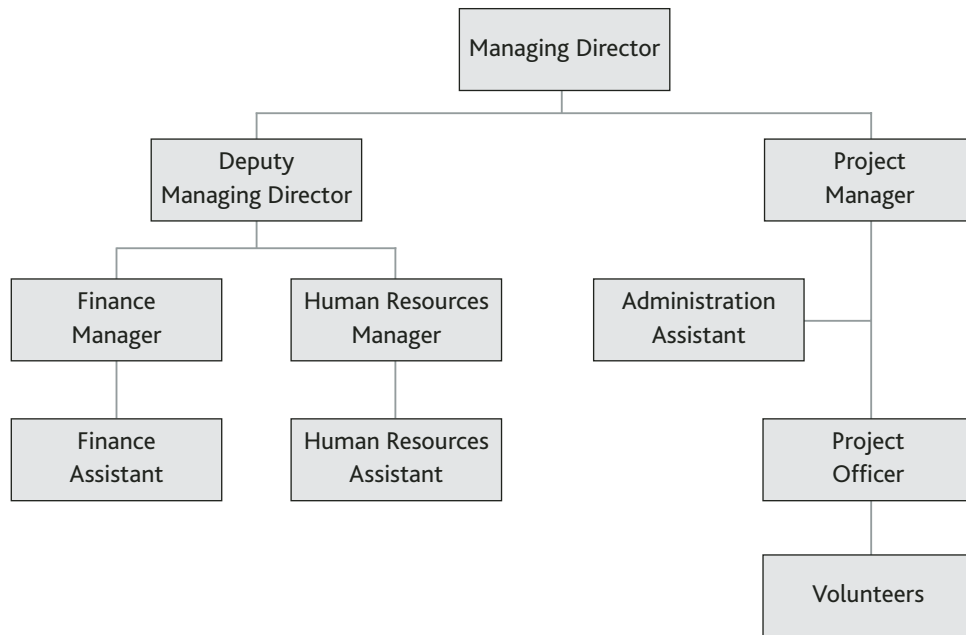 Managing Director
Deputy
Managing Director
Project
Manager
Finance
Manager
Human Resources
Manager
Administration
Assistant
Finance
Assistant
Human Resources
Assistant
Project
Officer
Volunteers